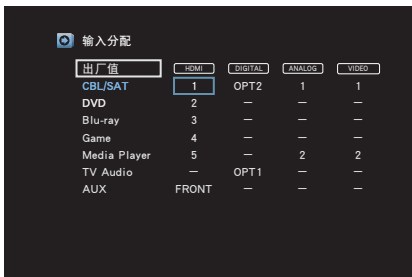 输入分配
出厂值 HDMI DIGITAL ANALOG VIDEO
CBL/SAT 1 OPT2 1 1
DVD 2 – – –
Blu-ray 3 – – –
Game 4 – – –
Media Player 5 – 2 2
TV Audio – OPT1 – –
AUX FRONT – – –